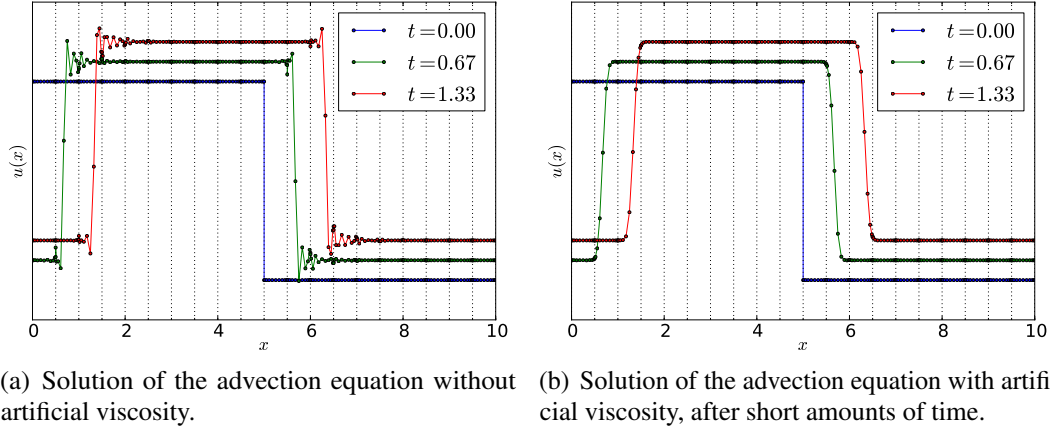 t=0.00
t=0.67
t=1.33
u(x)
0 2 4 6 8 10
x
t=0.00
t=0.67
t=1.33
u(x)
0 2 4 6 8 10
x
(a) Solution of the advection equation without
artificial viscosity.
(b) Solution of the advection equation with artifi
cial viscosity, after short amounts of time.